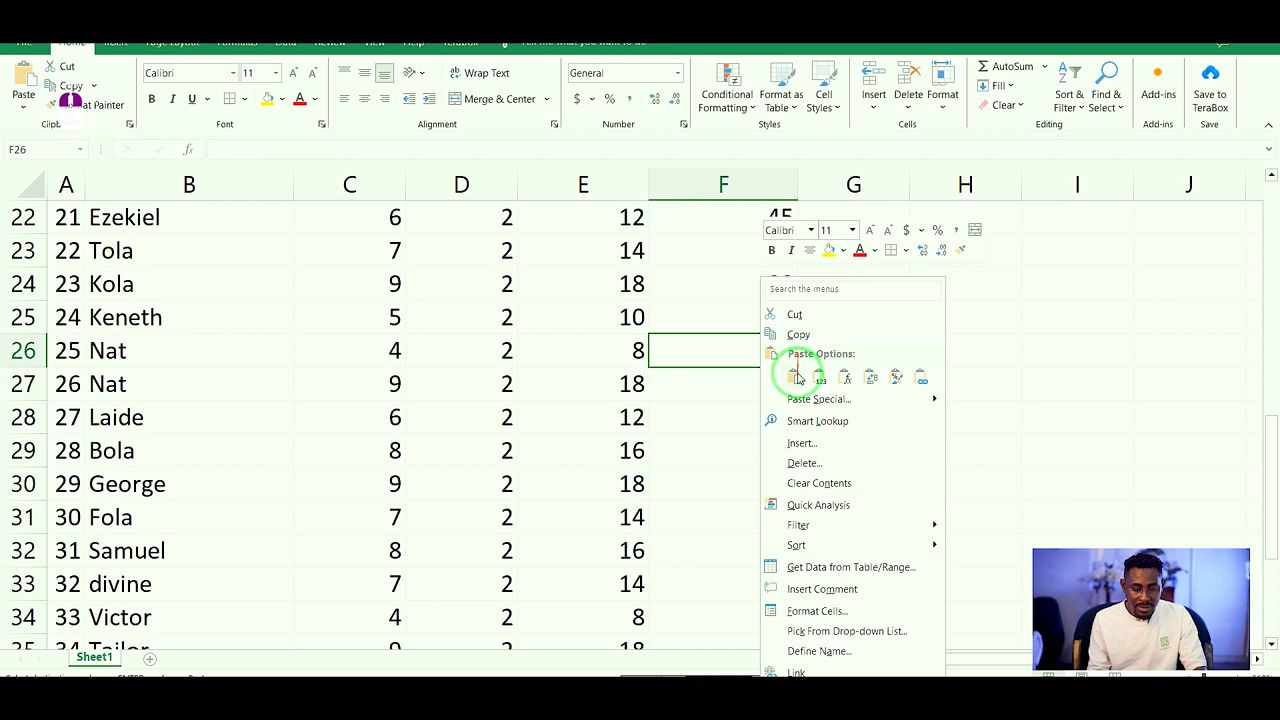 Cut
Calibri 11 Wrap Text General AutoSum
Copy
Fill
Paste Format Painter Merge & Center Conditional Formatting Format as Table Cell Styles Insert Delete Format Clear Sort & Filter Find & Select Add-ins Save to TeraBox
Font Alignment Number Styles Cells Editing Add-ins Save
F26 fx
A B C D E F G H I J
22 21 Ezekiel 6 2 12 45
Calibri 11 $ % ,
23 22 Tola 7 2 14
B I A
24 23 Kola 9 2 18
Search the menus
25 24 Keneth 5 2 10
Cut
Copy
26 25 Nat 4 2 8
Paste Options:
27 26 Nat 9 2 18
Paste Special...
28 27 Laide 6 2 12
Smart Lookup
Insert...
29 28 Bola 8 2 16
Delete...
30 29 George 9 2 18
Clear Contents
Quick Analysis
31 30 Fola 7 2 14
Filter
Sort
32 31 Samuel 8 2 16
Get Data from Table/Range...
33 32 divine 7 2 14
Insert Comment
Format Cells...
34 33 Victor 4 2 8
Pick From Drop-down List...
35 34 Tailor 9 2 18
Define Name...
Sheet1
Link